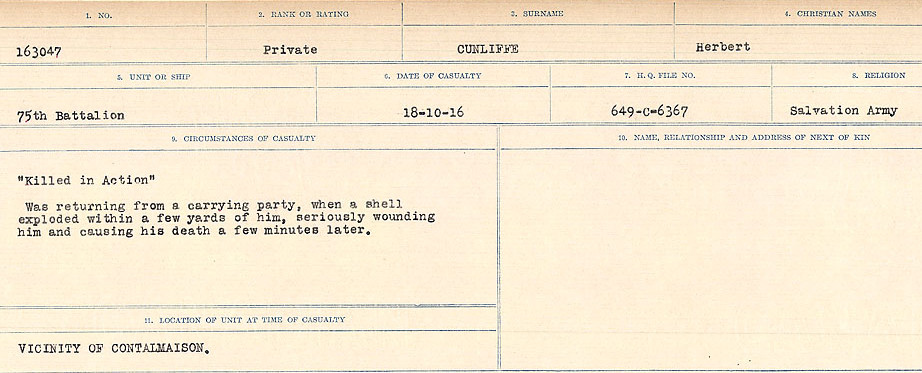 1. NO. 2. RANK OR RATING 3. SURNAME 4. CHRISTIAN NAMES
163047 Private CUNLIFFE Herbert
5. UNIT OR SHIP 6. DATE OF CASUALTY 7. H.Q. FILE NO. 8. RELIGION
75th Battalion 18-10-16 649-C-6367 Salvation Army
9. CIRCUMSTANCES OF CASUALTY 10. NAME, RELATIONSHIP AND ADDRESS OF NEXT OF KIN
"Killed in Action"
Was returning from a carrying party, when a shell
exploded within a few yards of him, seriously wounding
him and causing his death a few minutes later.
11. LOCATION OF UNIT AT TIME OF CASUALTY
VICINITY OF CONTALMAISON.